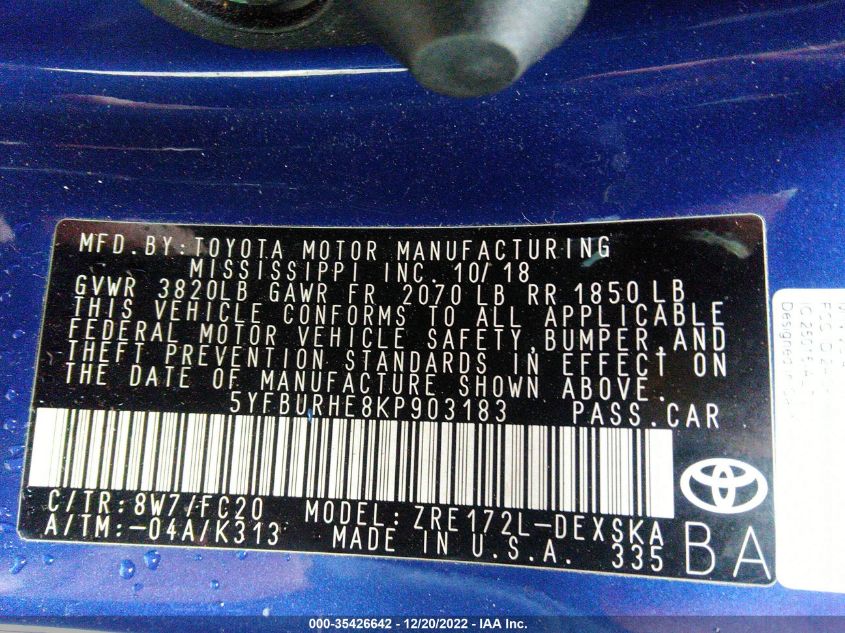 MFD. BY: TOYOTA MOTOR MANUFACTURING
MISSISSIPPI INC. 10/18
GVWR 3820LB GAWR FR 2070 LB RR 1850 LB
THIS VEHICLE CONFORMS TO ALL APPLICABLE
FEDERAL MOTOR VEHICLE SAFETY, BUMPER, AND
THEFT PREVENTION STANDARDS IN EFFECT ON
THE DATE OF MANUFACTURE SHOWN ABOVE.
5YFBURHE8KP903183 PASS. CAR
C/TR: 8W7/FC20 MODEL: ZRE172L-DEXSKA
A/TM: -04A/K313 MADE IN U.S.A. 335
BA
Designed
000-35426642 - 12/20/2022 - IAA Inc.